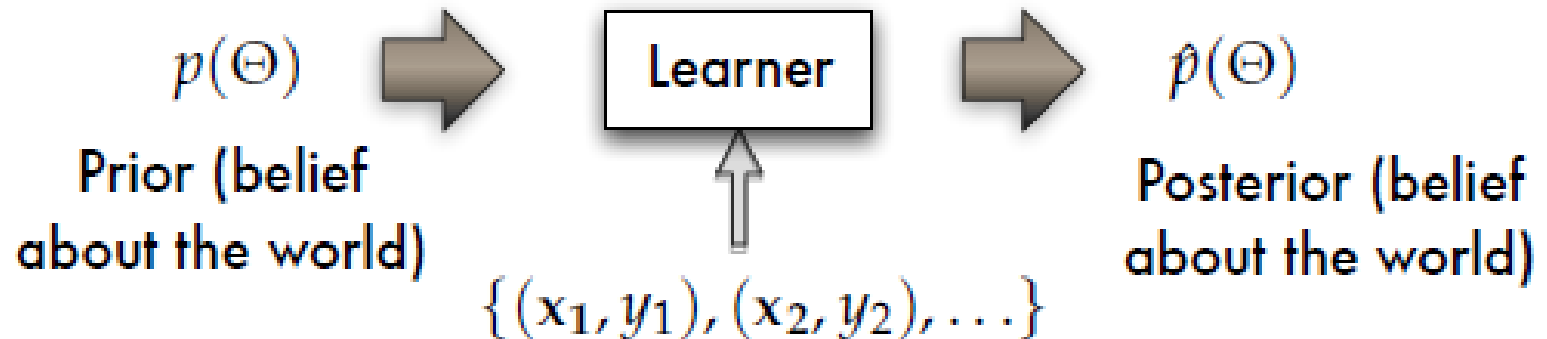 p(Θ)
Learner
p̂(Θ)
Prior (belief
about the world)
Posterior (belief
about the world)
{(x₁, y₁), (x₂, y₂), . . .}